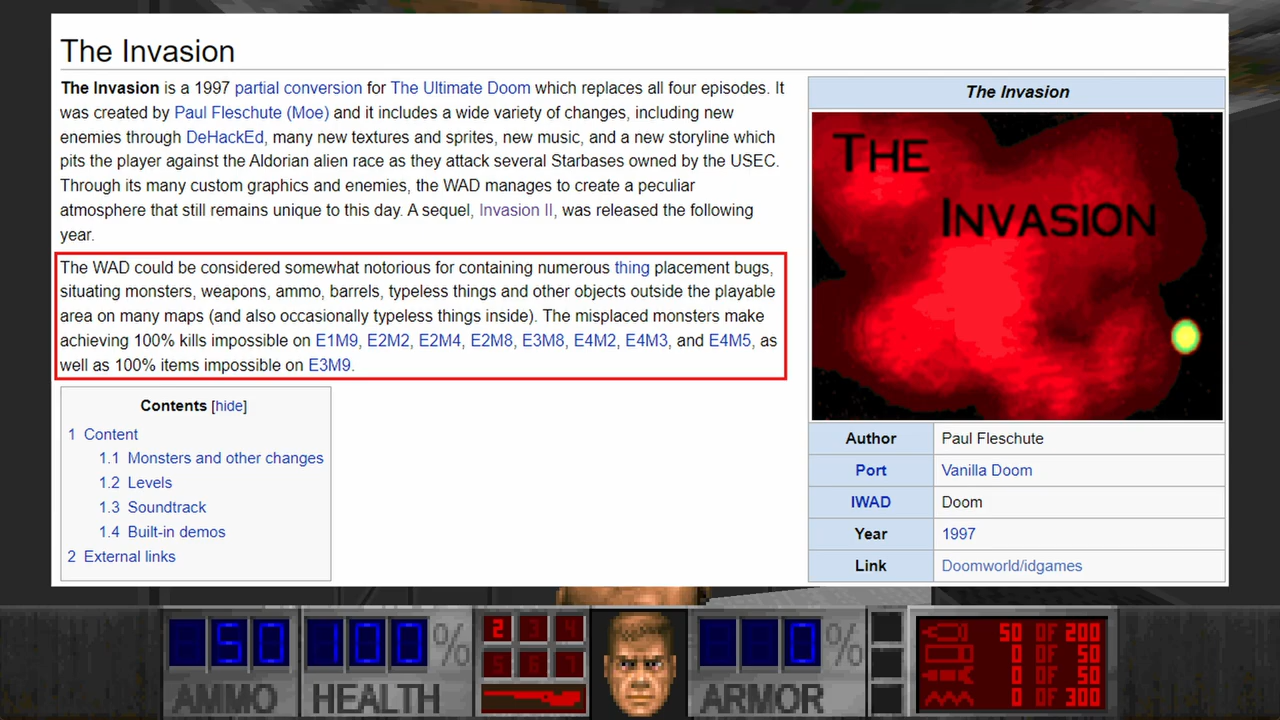 The Invasion
The Invasion is a 1997 partial conversion for The Ultimate Doom which replaces all four episodes. It
was created by Paul Fleschute (Moe) and it includes a wide variety of changes, including new
enemies through DeHackEd, many new textures and sprites, new music, and a new storyline which
pits the player against the Aldorian alien race as they attack several Starbases owned by the USEC.
Through its many custom graphics and enemies, the WAD manages to create a peculiar
atmosphere that still remains unique to this day. A sequel, Invasion II, was released the following
year.
The WAD could be considered somewhat notorious for containing numerous thing placement bugs,
situating monsters, weapons, ammo, barrels, typeless things and other objects outside the playable
area on many maps (and also occasionally typeless things inside). The misplaced monsters make
achieving 100% kills impossible on E1M9, E2M2, E2M4, E2M8, E3M8, E4M2, E4M3, and E4M5, as
well as 100% items impossible on E3M9.
Contents [hide]
1 Content
1.1 Monsters and other changes
1.2 Levels
1.3 Soundtrack
1.4 Built-in demos
2 External links
The Invasion
THE
INVASION
Author Paul Fleschute
Port Vanilla Doom
IWAD Doom
Year 1997
Link Doomworld/idgames
50 100% 2 3 4 0% 50 OF 200
5 6 7 0 OF 50
0 OF 50
AMMO HEALTH ARMOR 0 OF 300